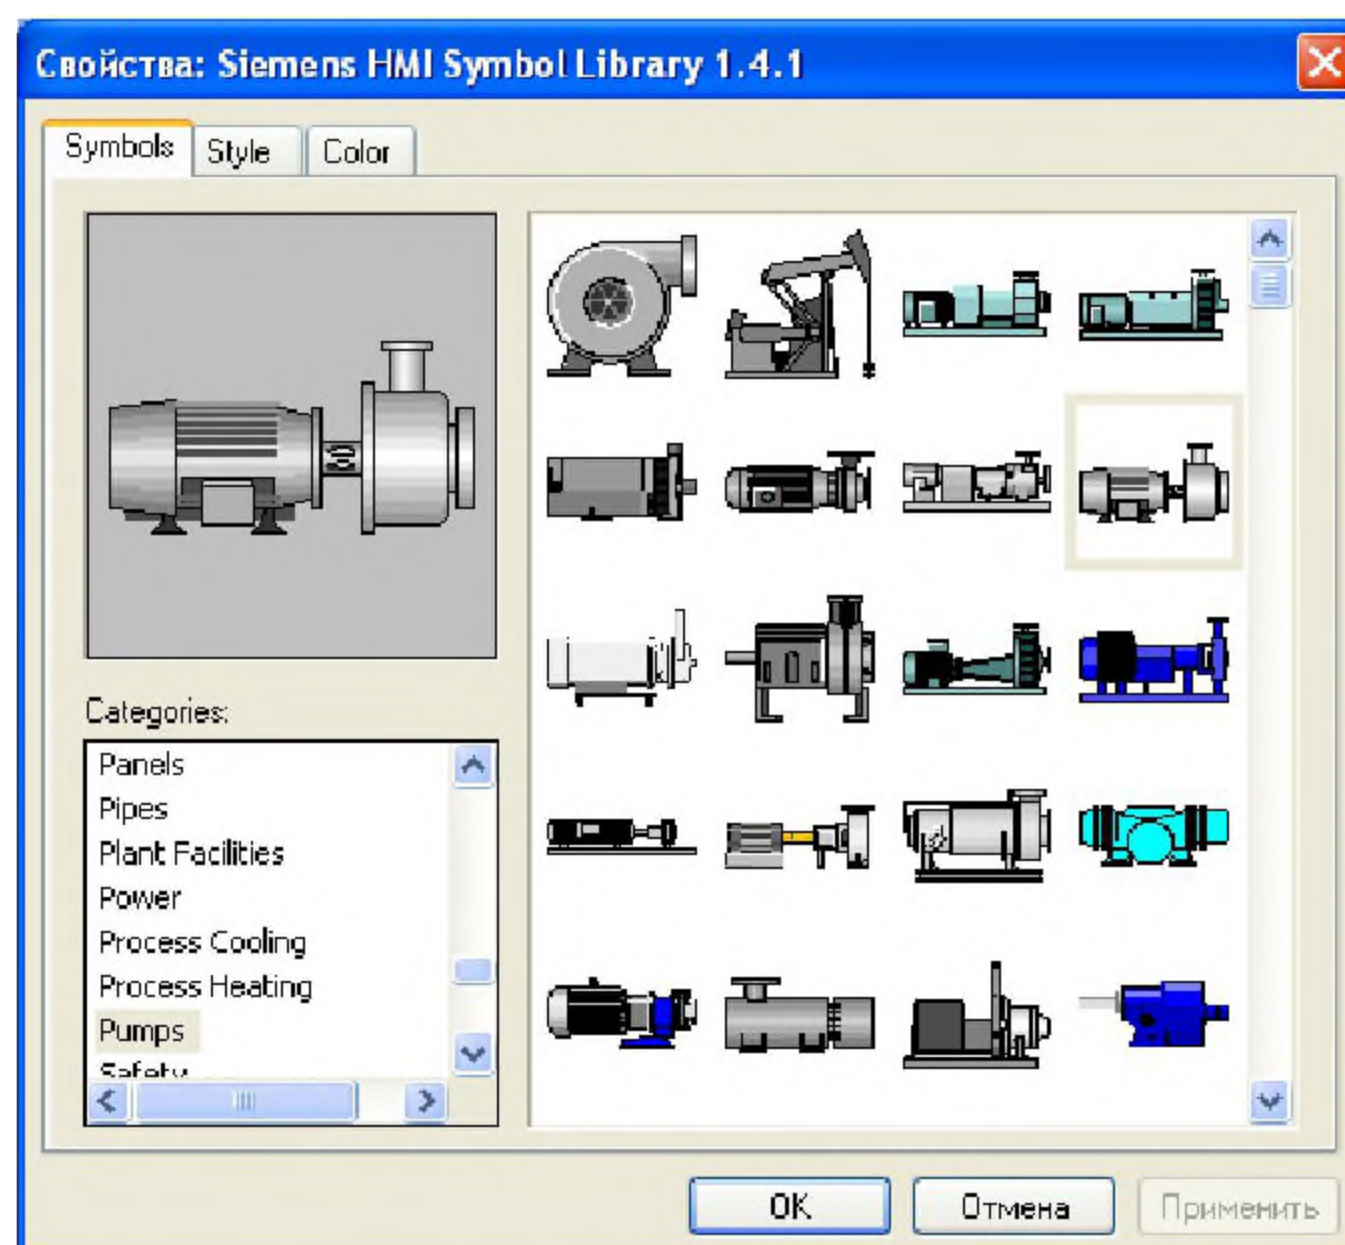 Свойства: Siemens HMI Symbol Library 1.4.1
Symbols Style Color
Categories:
Panels
Pipes
Plant Facilities
Power
Process Cooling
Process Heating
Pumps
Safety
OK Отмена Применить